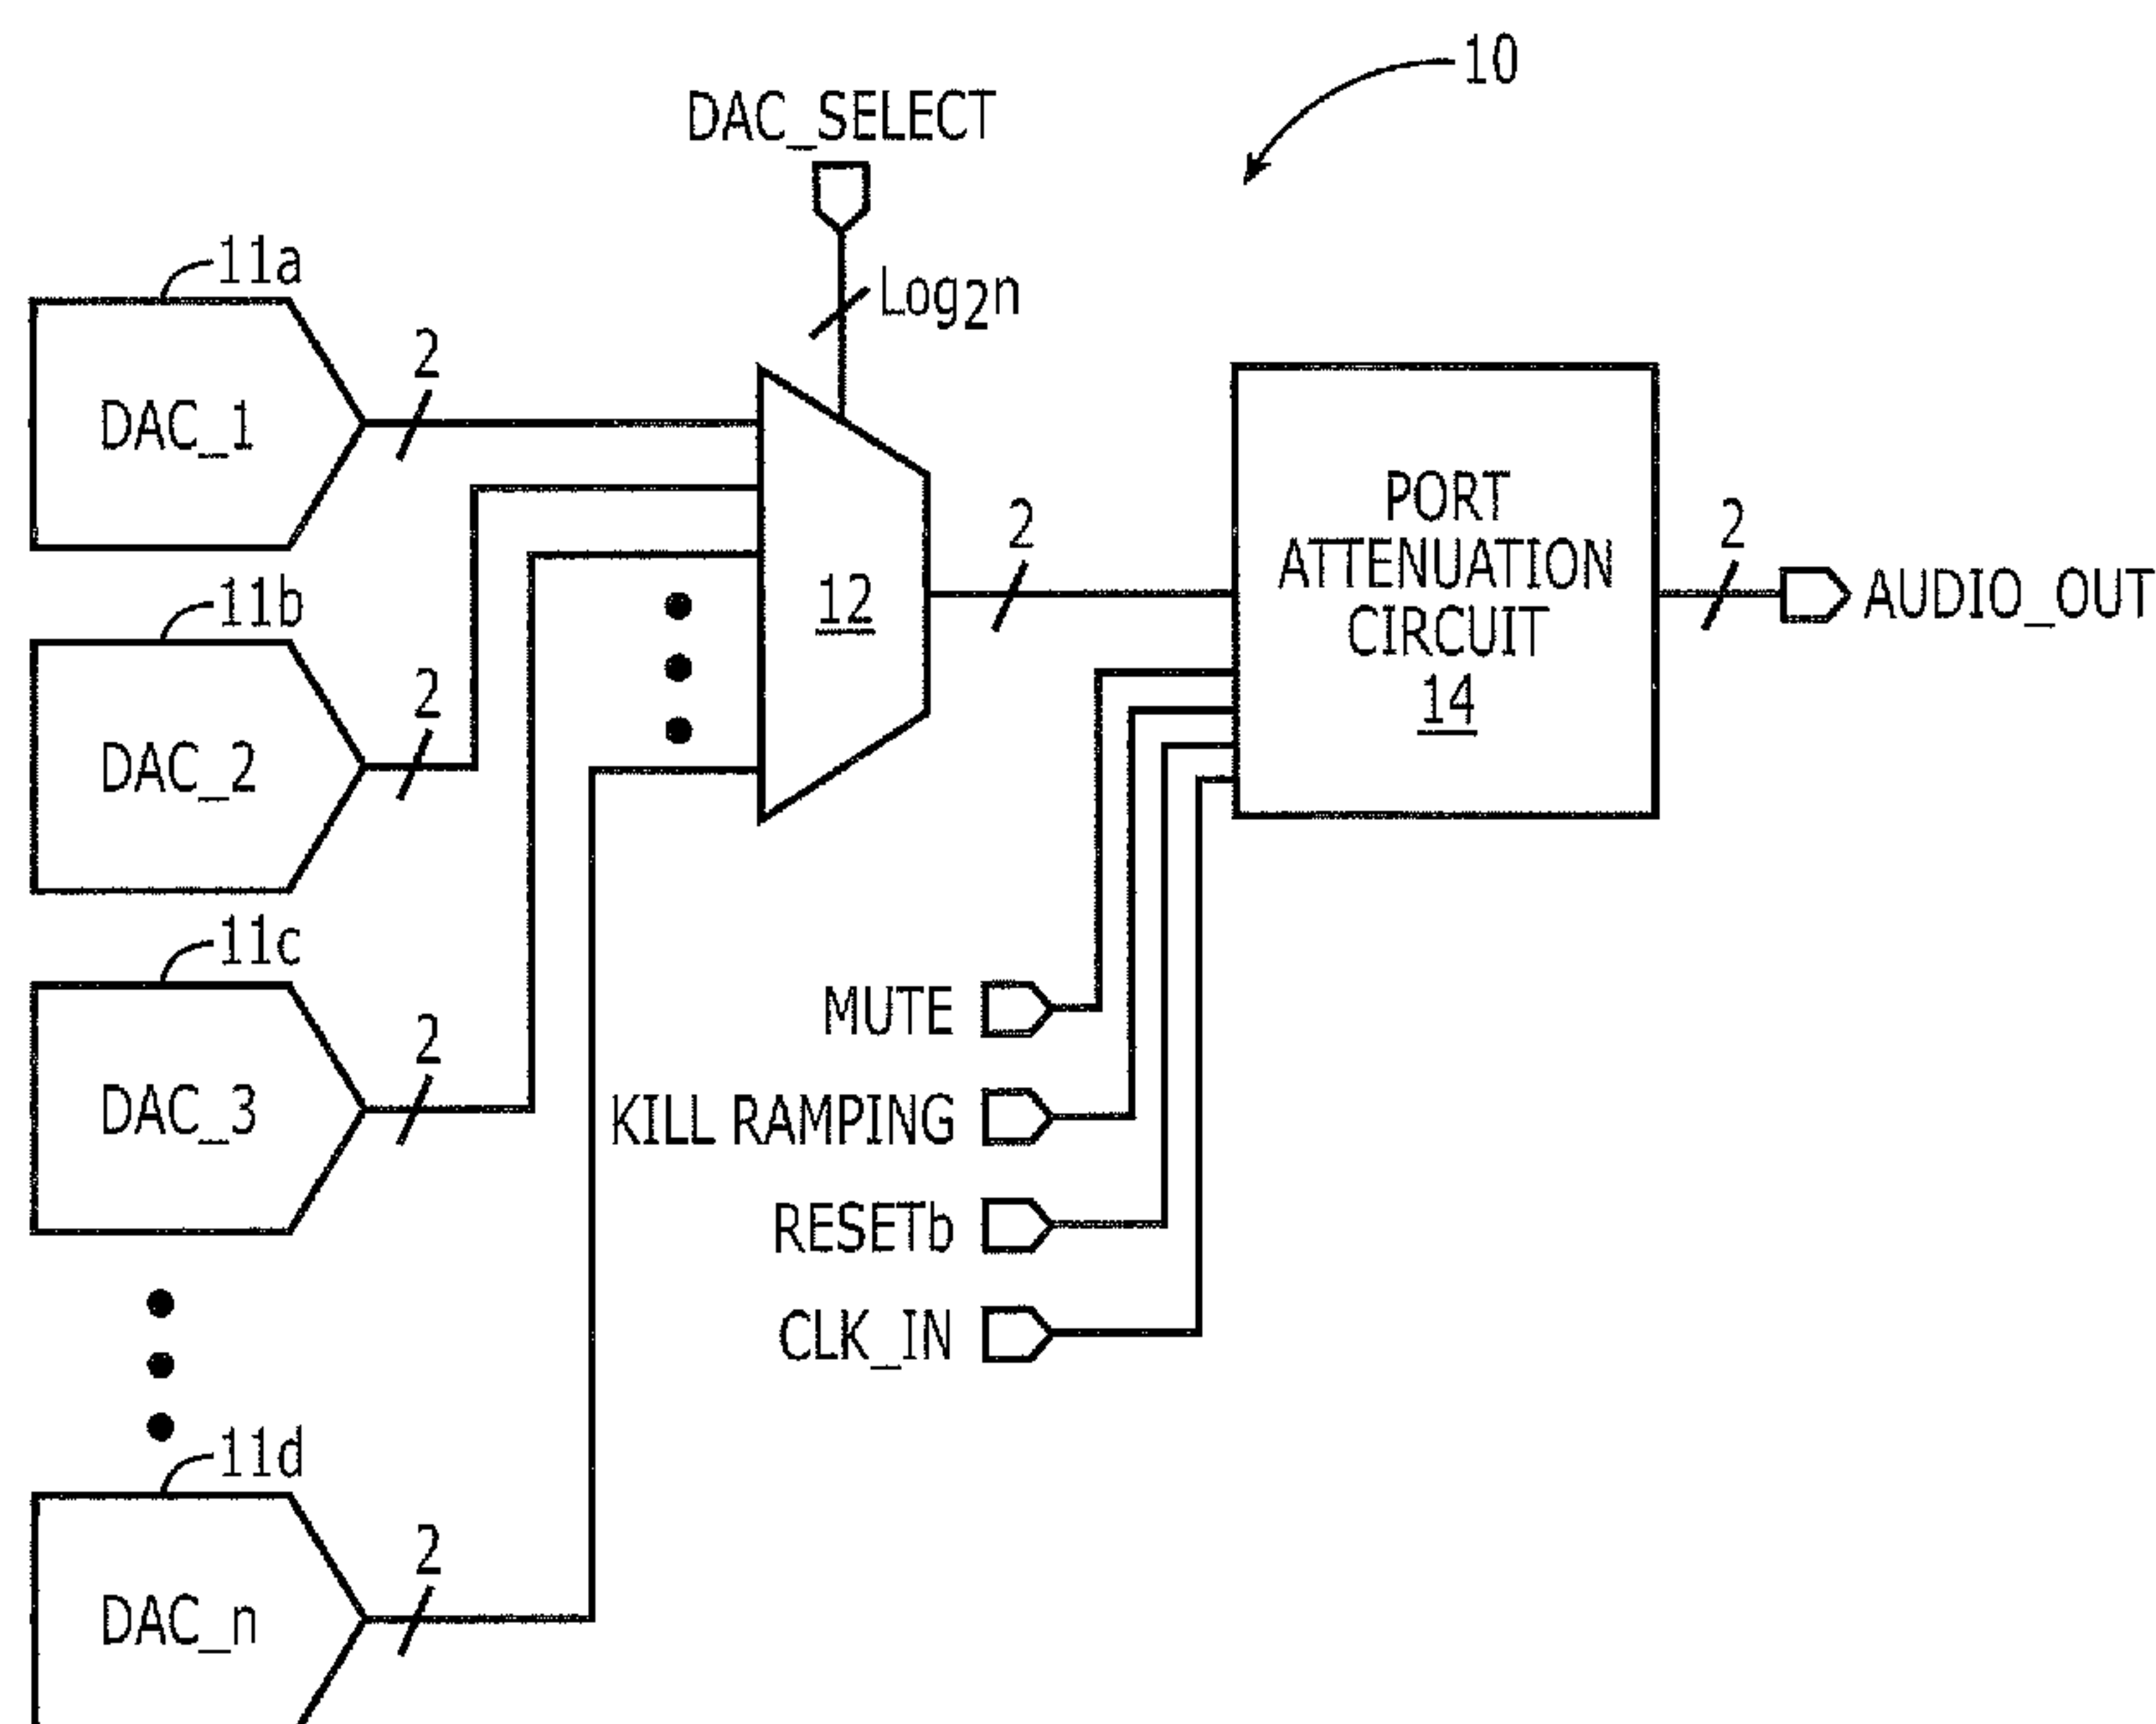 10
DAC_SELECT
Log2n
11a
DAC_1
2
11b
DAC_2
2
11c
DAC_3
2
11d
DAC_n
2
12
2
PORT
ATTENUATION
CIRCUIT
14
2
AUDIO_OUT
MUTE
KILL RAMPING
RESETb
CLK_IN